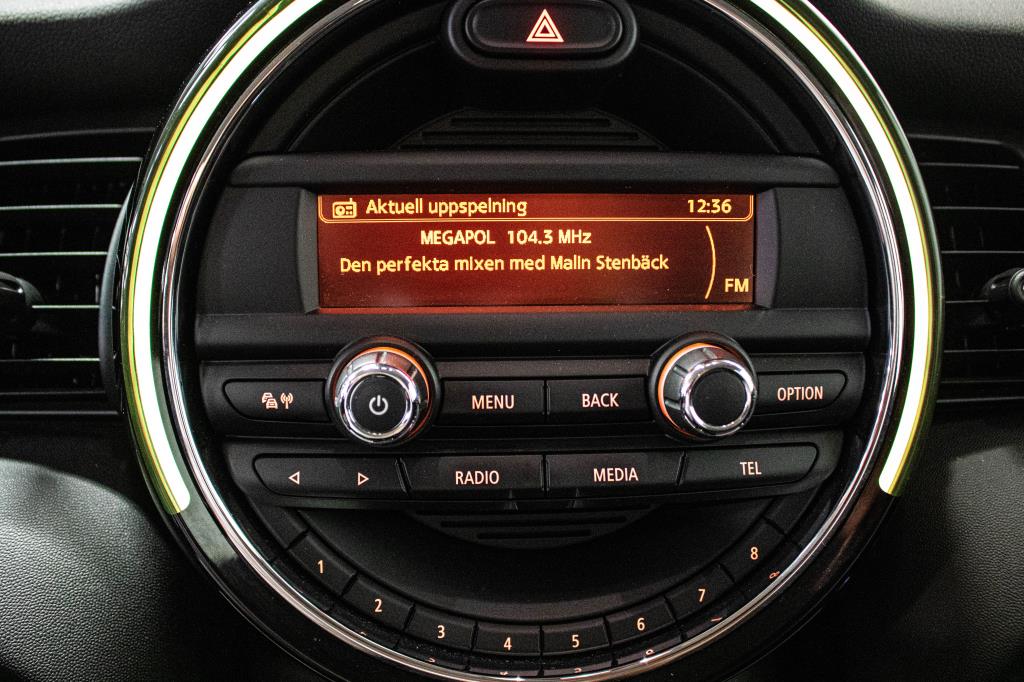 Aktuell uppspelning 12:36
MEGAPOL 104.3 MHz
Den perfekta mixen med Malin Stenbäck
FM
MENU BACK OPTION
RADIO MEDIA TEL
1 2 3 4 5 6 7 8